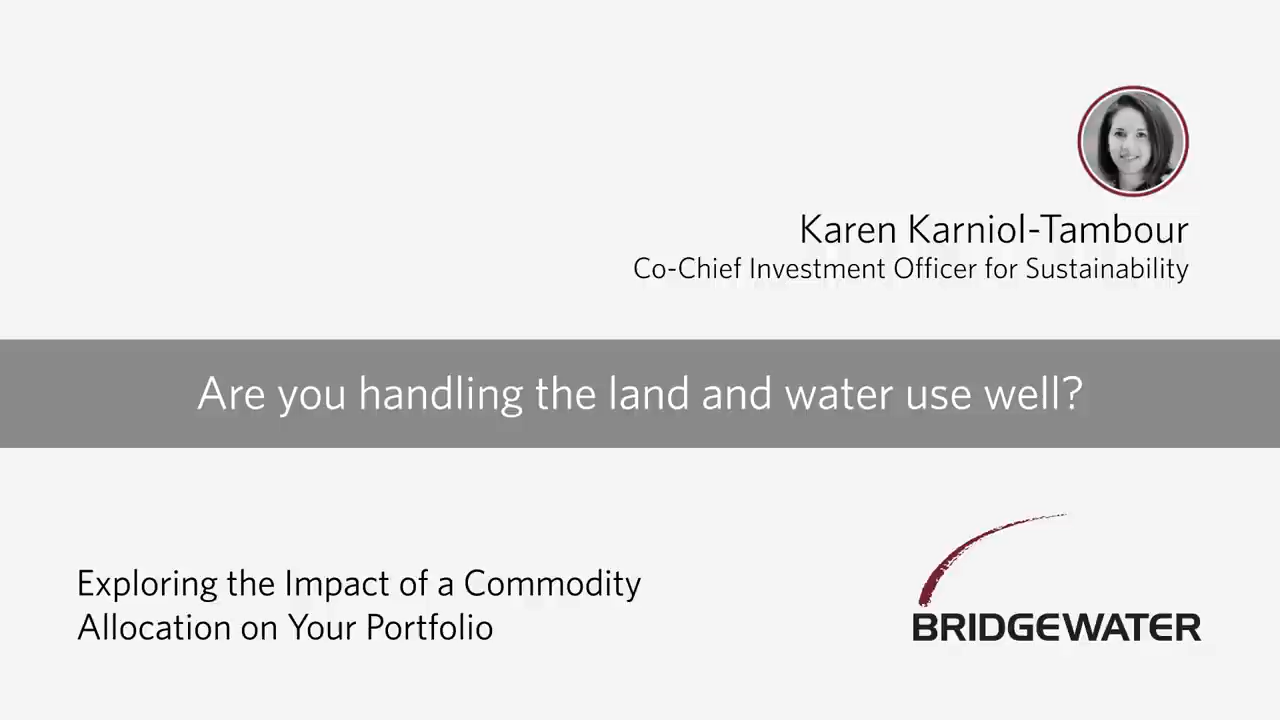 Karen Karniol-Tambour
Co-Chief Investment Officer for Sustainability
Are you handling the land and water use well?
Exploring the Impact of a Commodity
Allocation on Your Portfolio
BRIDGEWATER